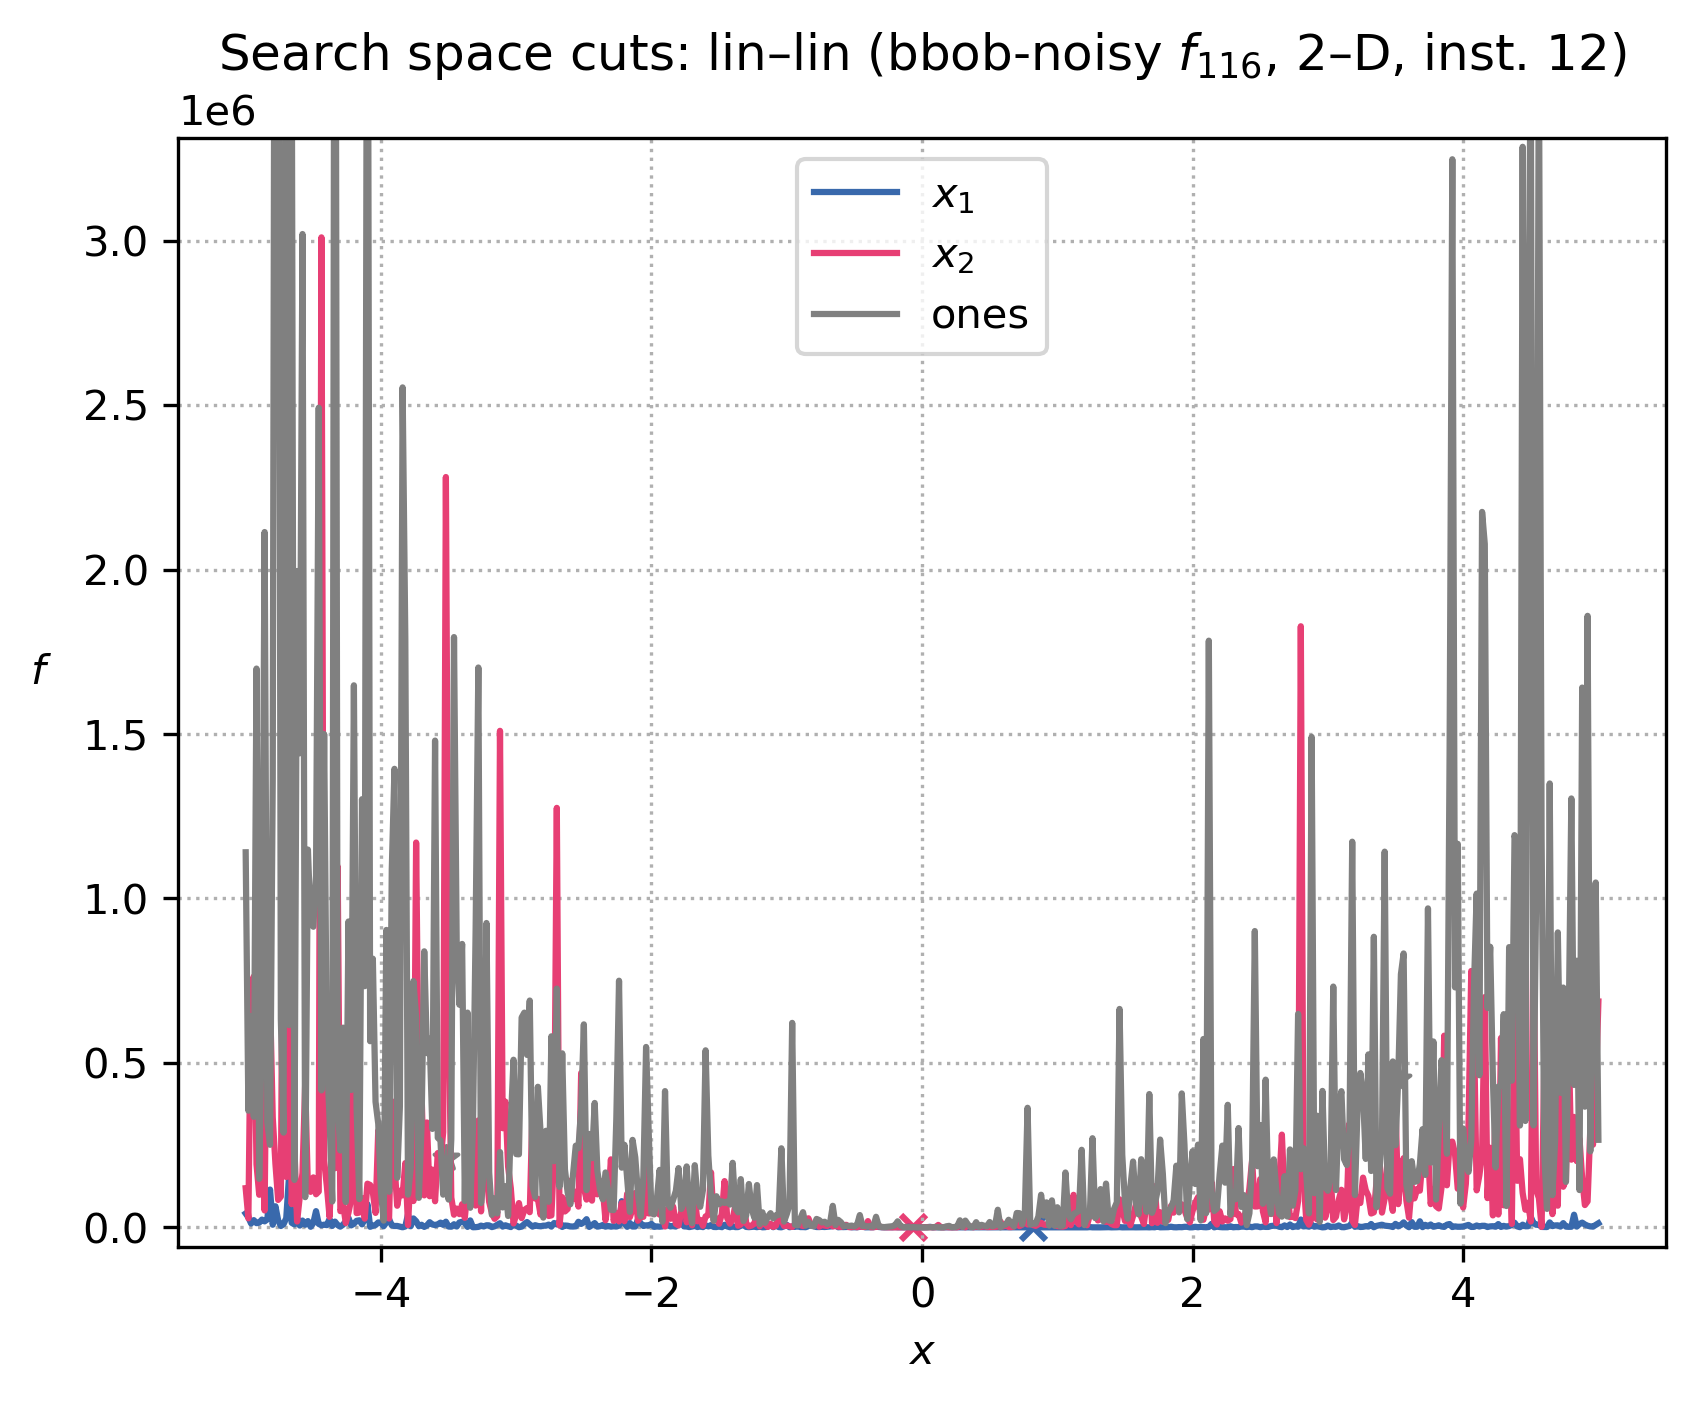 Search space cuts: lin–lin (bbob-noisy f₁₁₆, 2–D, inst. 12)
1e6
x₁
x₂
ones
3.0
2.5
2.0
1.5
1.0
0.5
0.0
f
−4 −2 0 2 4
x